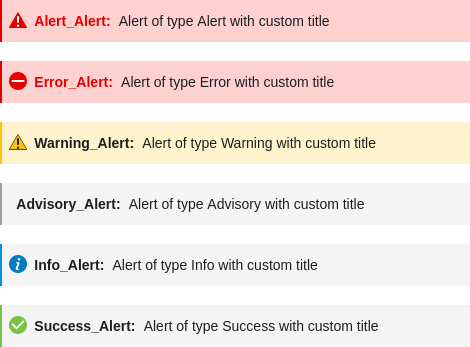 Alert_Alert: Alert of type Alert with custom title
Error_Alert: Alert of type Error with custom title
Warning_Alert: Alert of type Warning with custom title
Advisory_Alert: Alert of type Advisory with custom title
Info_Alert: Alert of type Info with custom title
Success_Alert: Alert of type Success with custom title